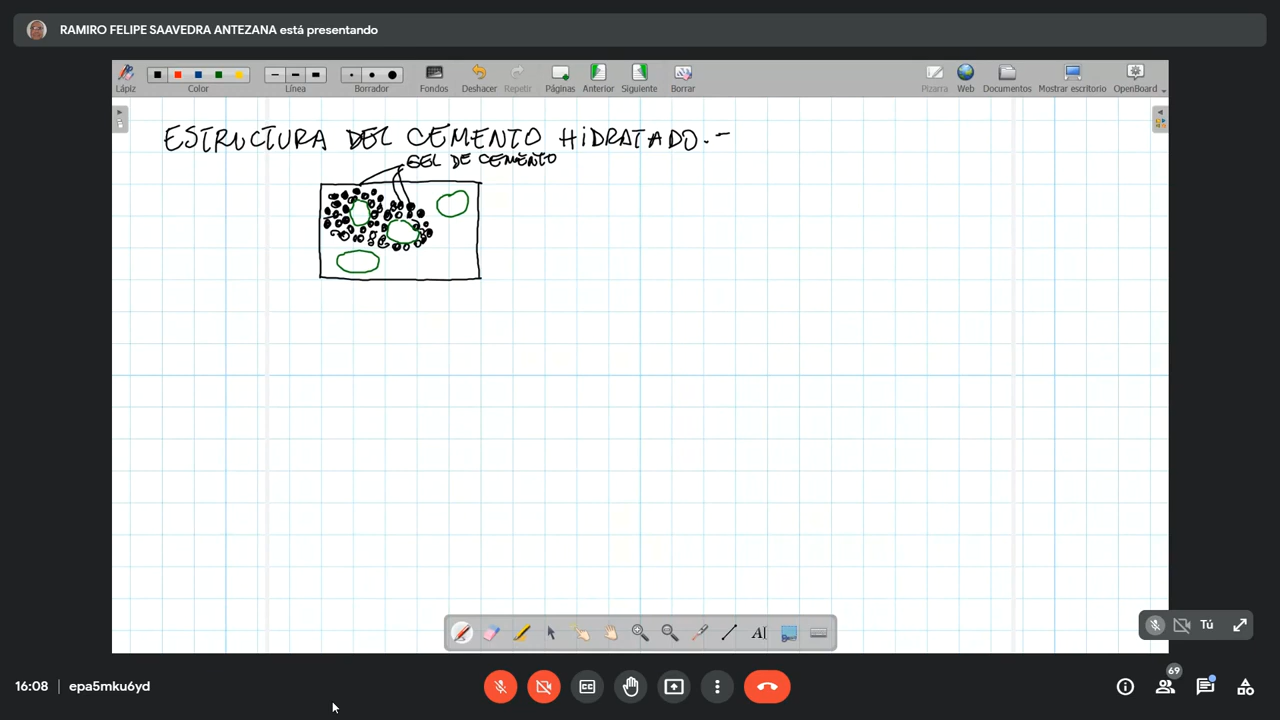 RAMIRO FELIPE SAAVEDRA ANTEZANA está presentando
Lápiz Color Línea Borrador Fondos Deshacer Repetir Páginas Anterior Siguiente Borrar Pizarra Web Documentos Mostrar escritorio OpenBoard
ESTRUCTURA DEL CEMENTO HiDRATADO.-
GEL DE CEMENTO
AI
Tú
69
16:08 | epa5mku6yd